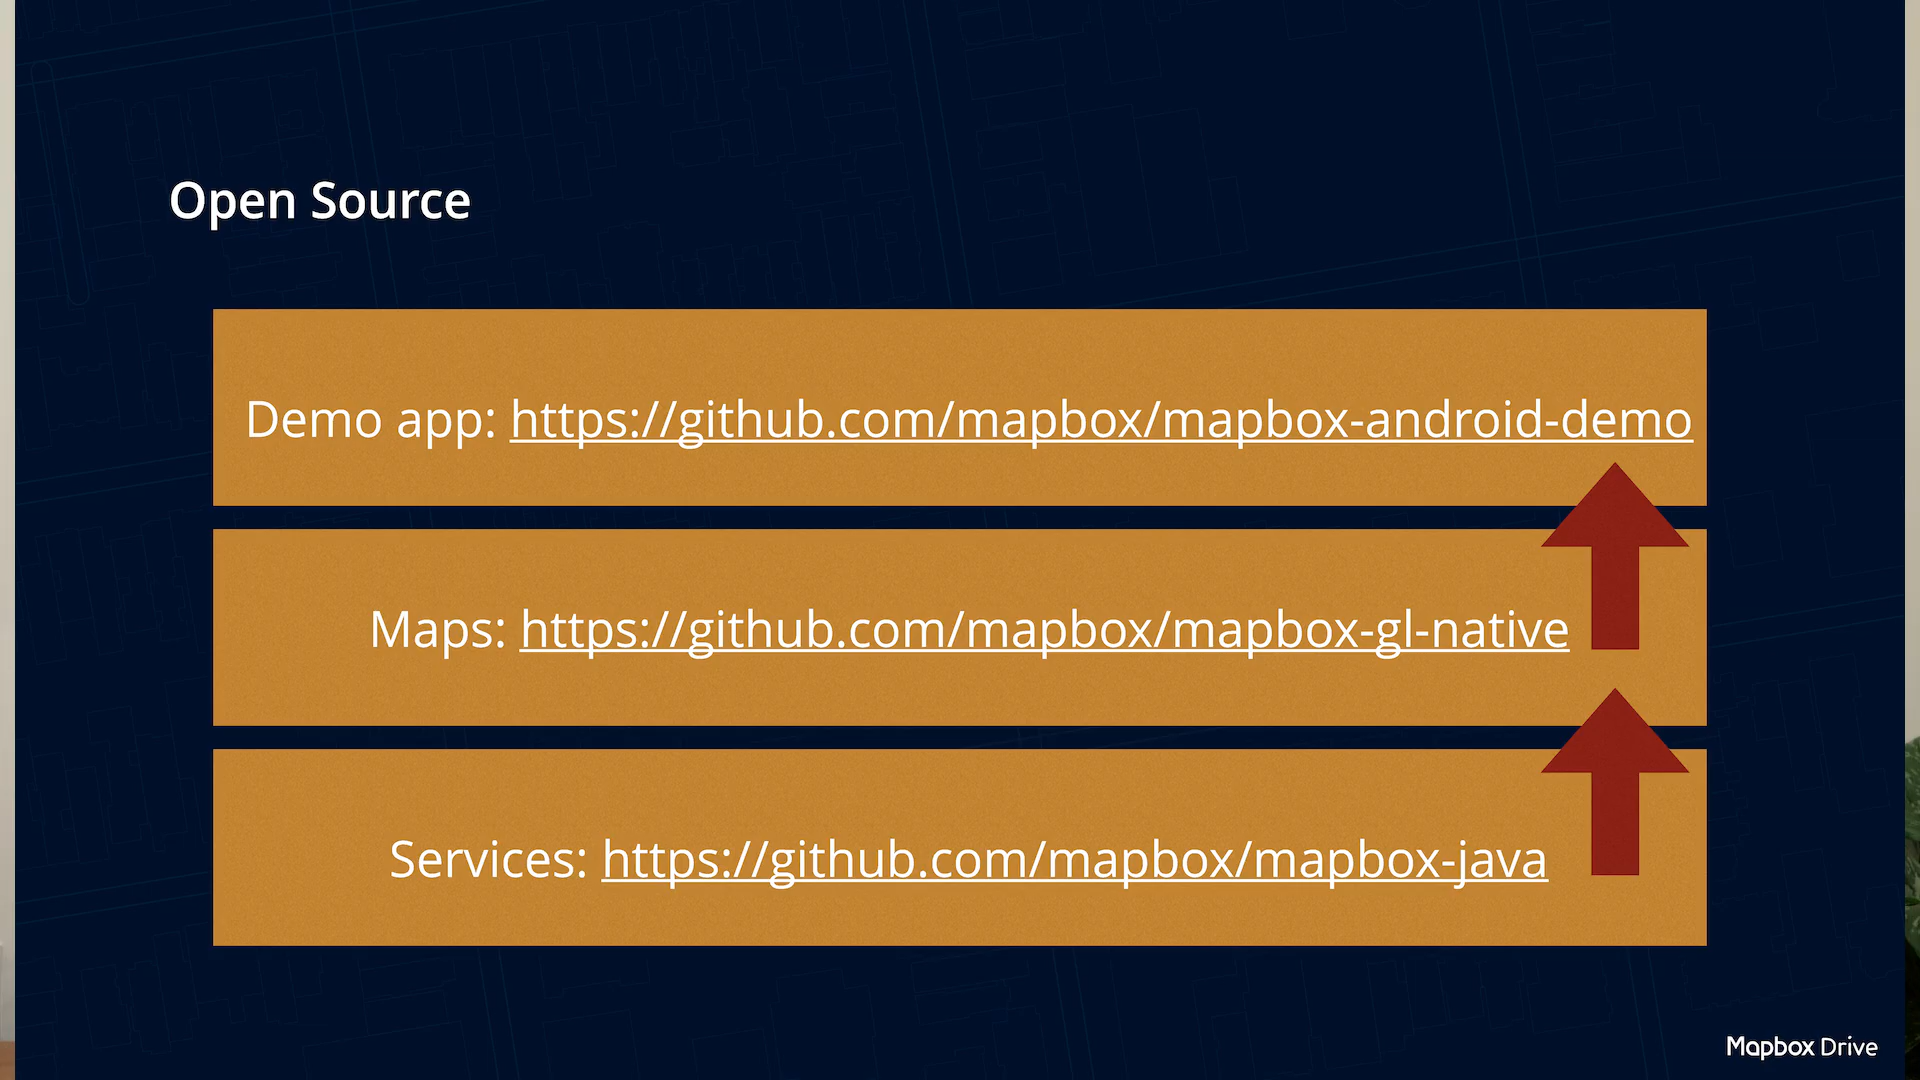 Open Source
Demo app: https://github.com/mapbox/mapbox-android-demo
Maps: https://github.com/mapbox/mapbox-gl-native
Services: https://github.com/mapbox/mapbox-java
Mapbox Drive